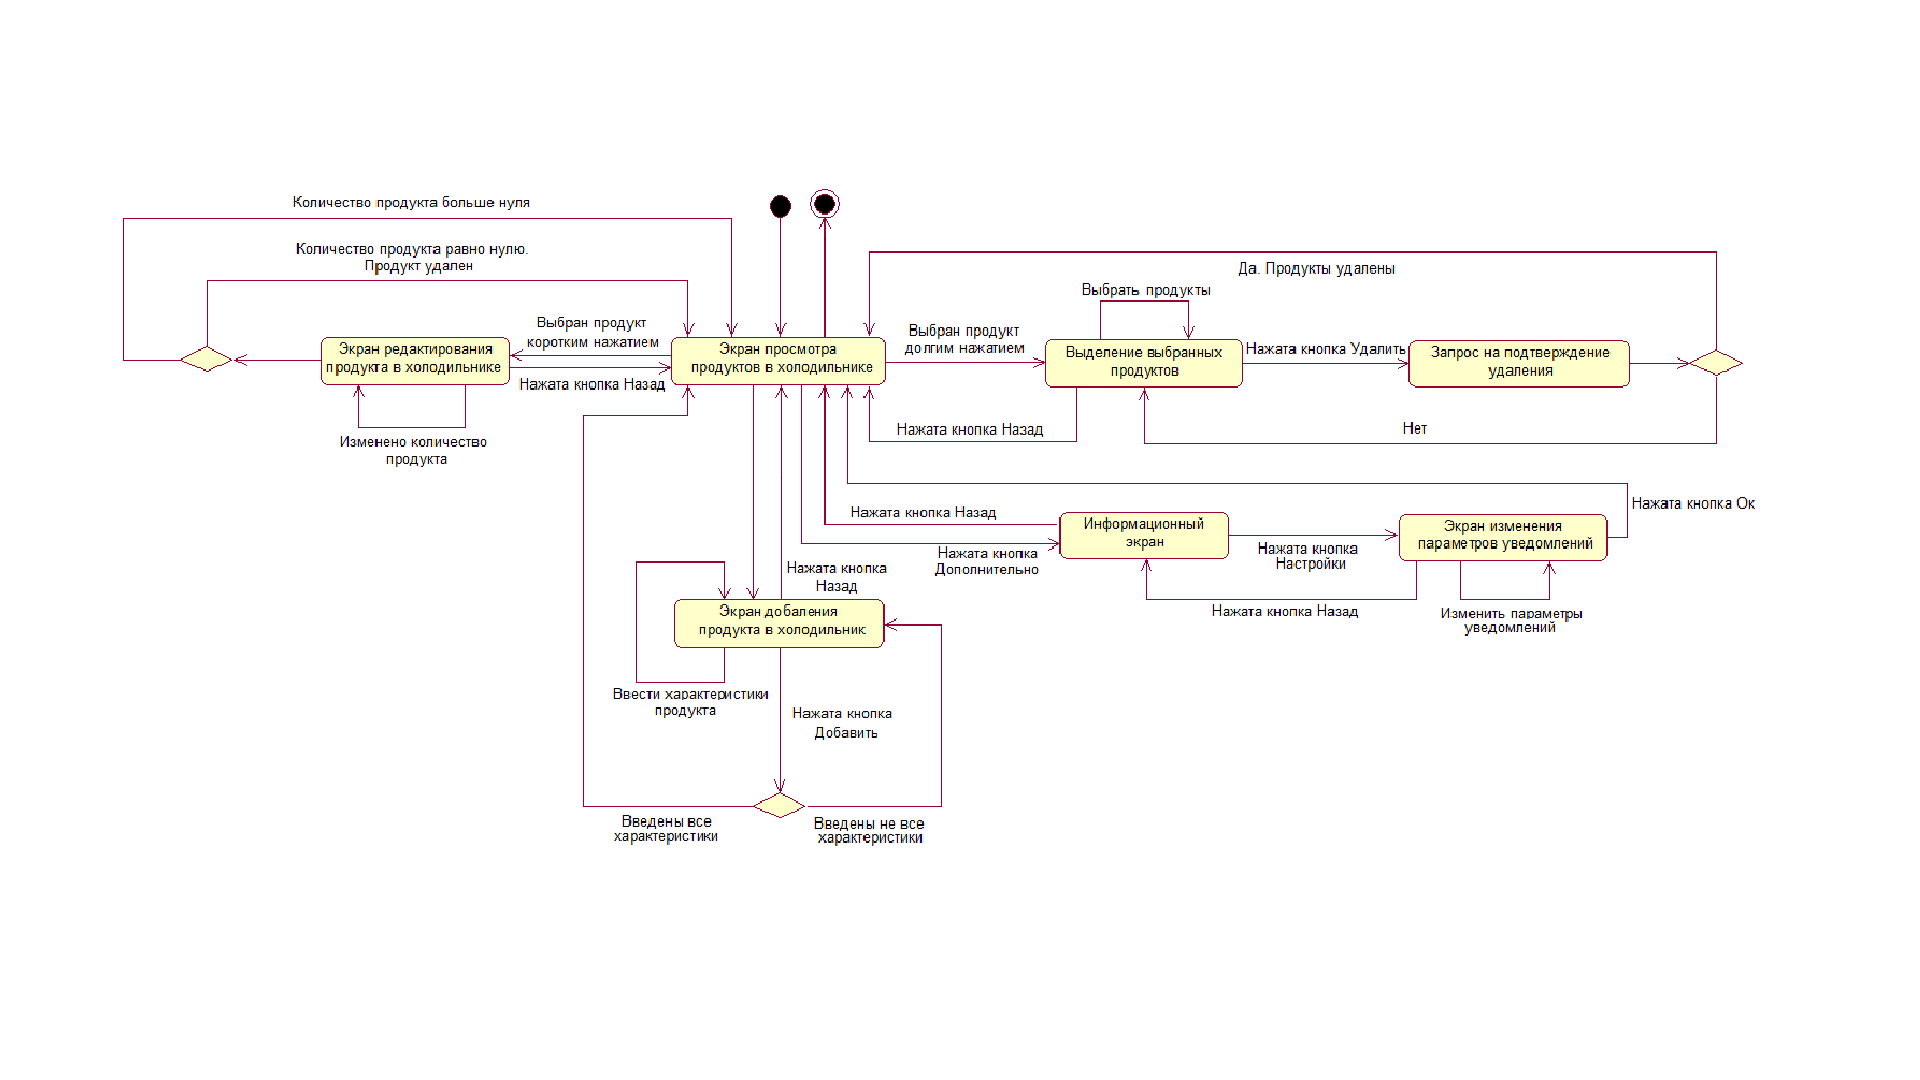 Количество продукта больше нуля
Количество продукта равно нулю.
Продукт удален
Да. Продукты удалены
Выбрать продукты
Выбран продукт
коротким нажатием
Выбран продукт
долгим нажатием
Экран редактирования
продукта в холодильнике
Экран просмотра
продуктов в холодильнике
Выделение выбранных
продуктов
Нажата кнопка Удалить
Запрос на подтверждение
удаления
Нажата кнопка Назад
Изменено количество
продукта
Нажата кнопка Назад
Нет
Нажата кнопка Назад
Нажата кнопка Ок
Информационный
экран
Экран изменения
параметров уведомлений
Нажата кнопка
Дополнительно
Нажата кнопка
Настройки
Нажата кнопка
Назад
Нажата кнопка Назад
Изменить параметры
уведомлений
Экран добаления
продукта в холодильник
Ввести характеристики
продукта
Нажата кнопка
Добавить
Введены все
характеристики
Введены не все
характеристики